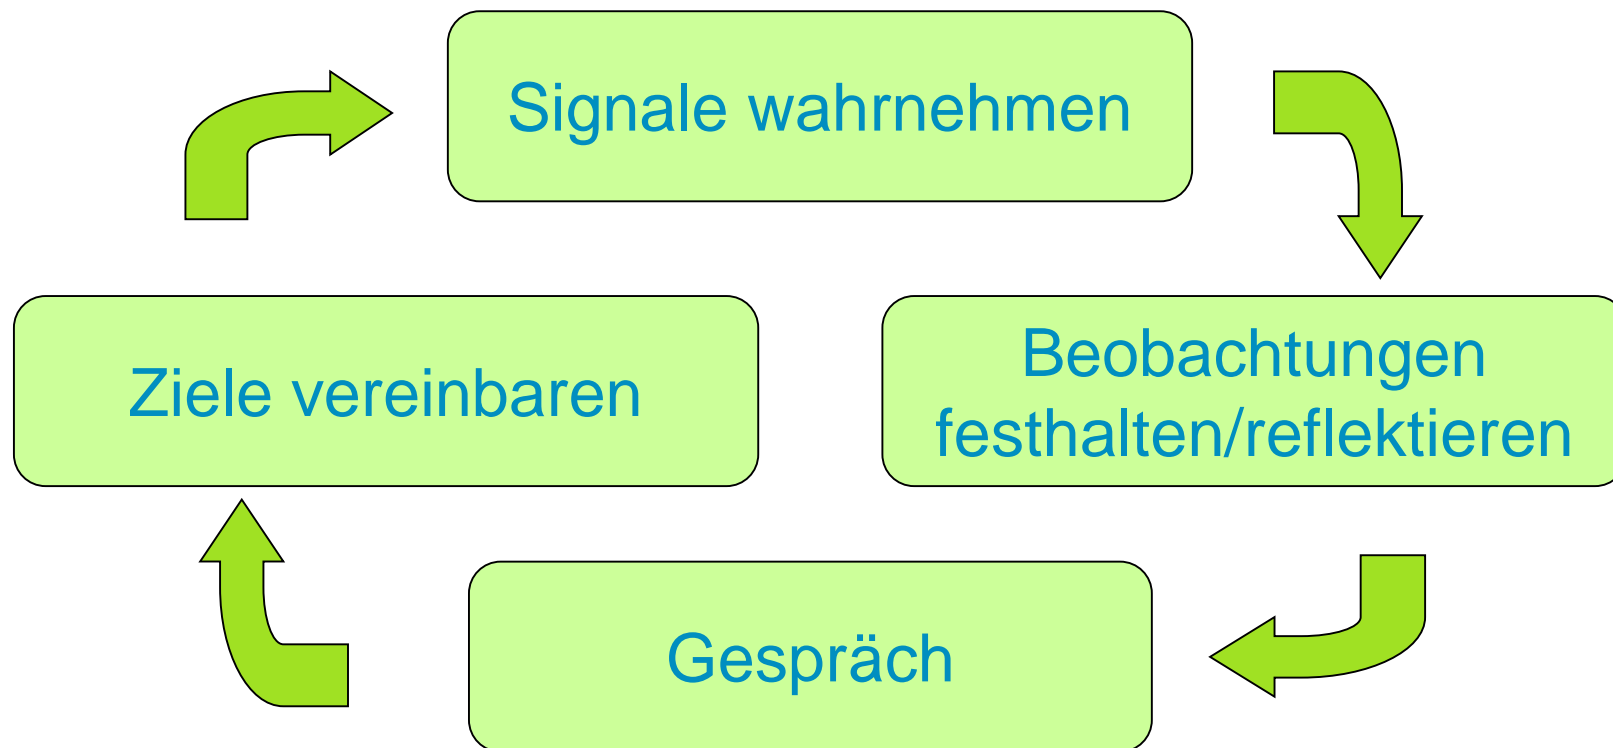 Signale wahrnehmen
Ziele vereinbaren
Beobachtungen
festhalten/reflektieren
Gespräch